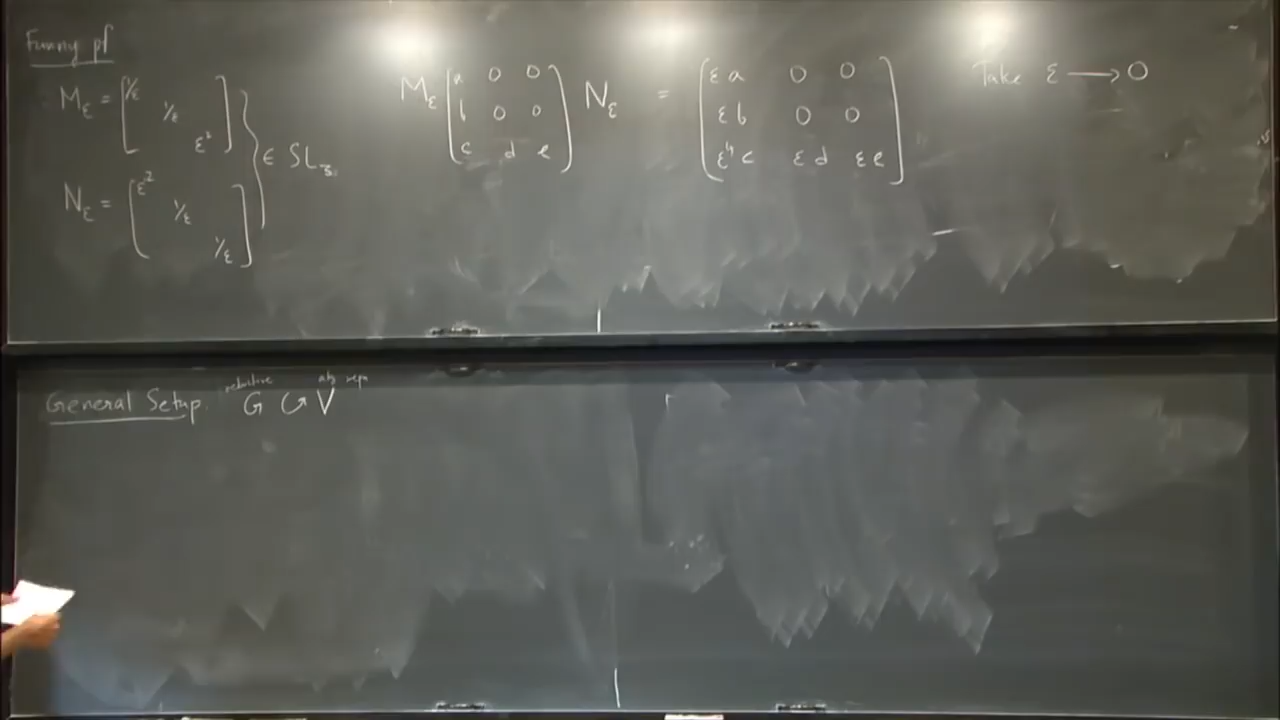 Funny pf
M_ε = [1/ε 1/ε ε²]
N_ε = [ε² 1/ε 1/ε]
} ∈ SL₃.
M_ε [a 0 0; b 0 0; c d e] N_ε = [εa 0 0; εb 0 0; ε⁴c εd εe]
Take ε ⟶ 0
General Setup. reductive G ↺ V alg rep